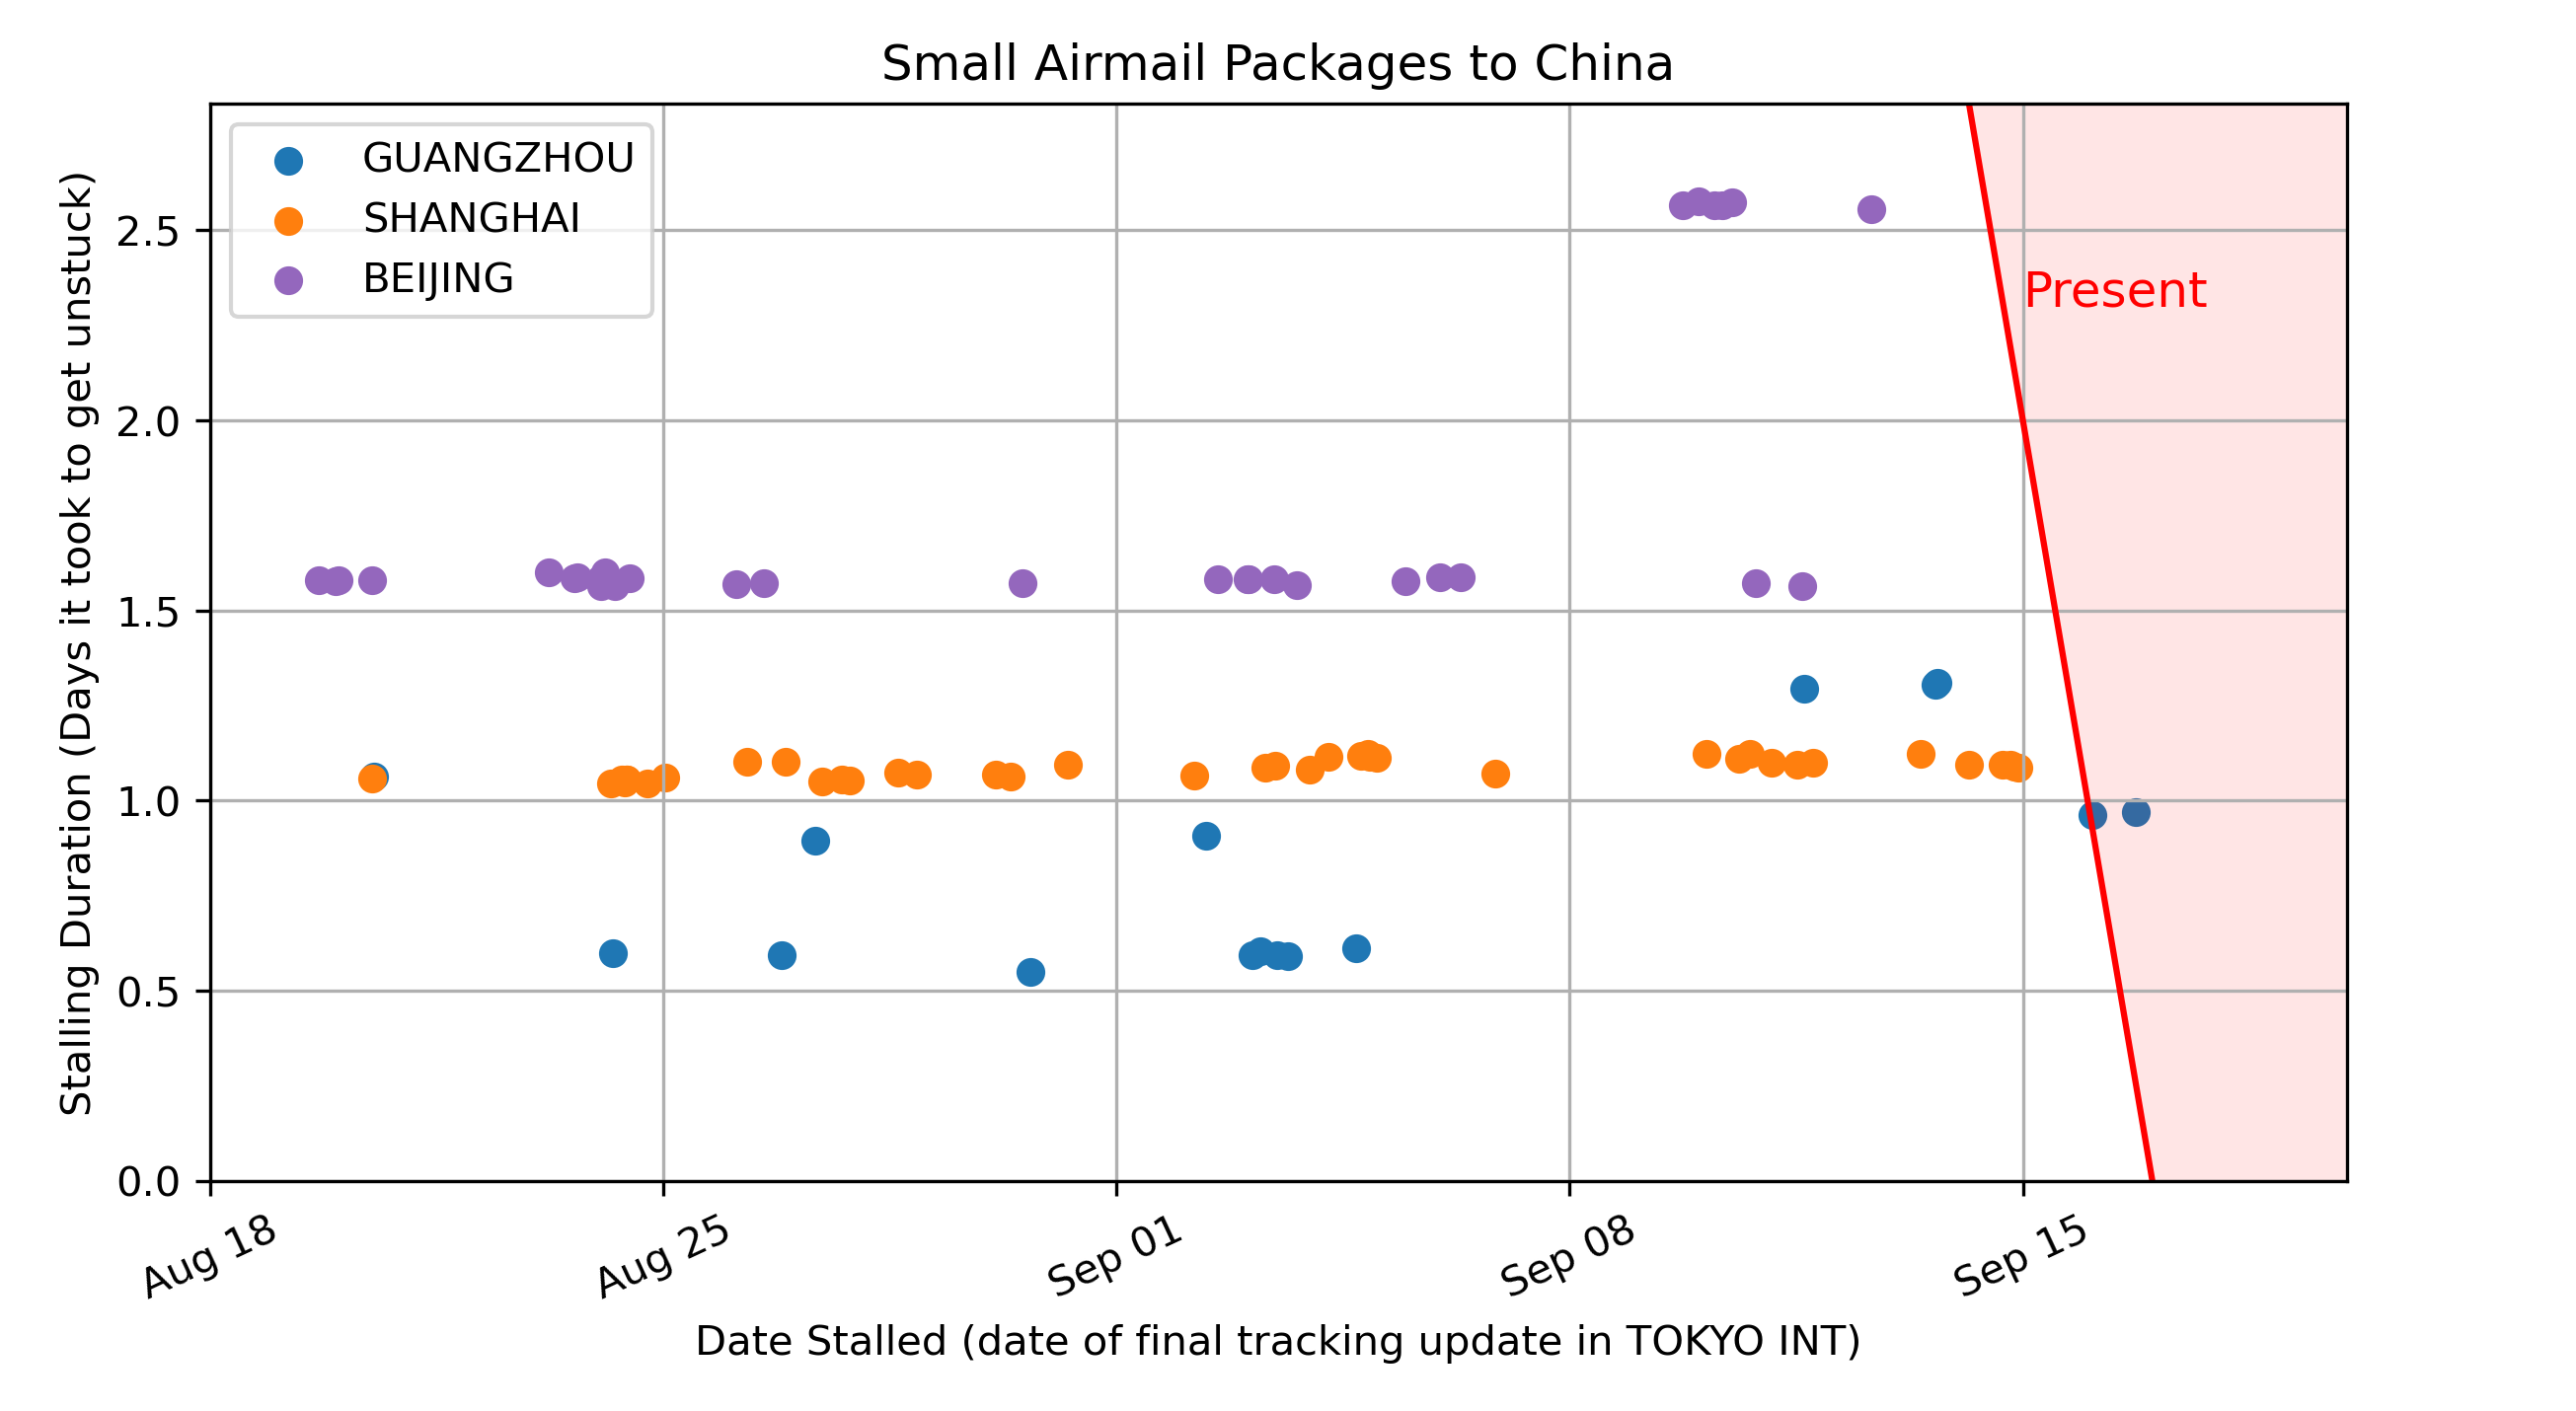 Small Airmail Packages to China
GUANGZHOU
SHANGHAI
BEIJING
Present
Stalling Duration (Days it took to get unstuck)
2.5
2.0
1.5
1.0
0.5
0.0
Aug 18
Aug 25
Sep 01
Sep 08
Sep 15
Date Stalled (date of final tracking update in TOKYO INT)